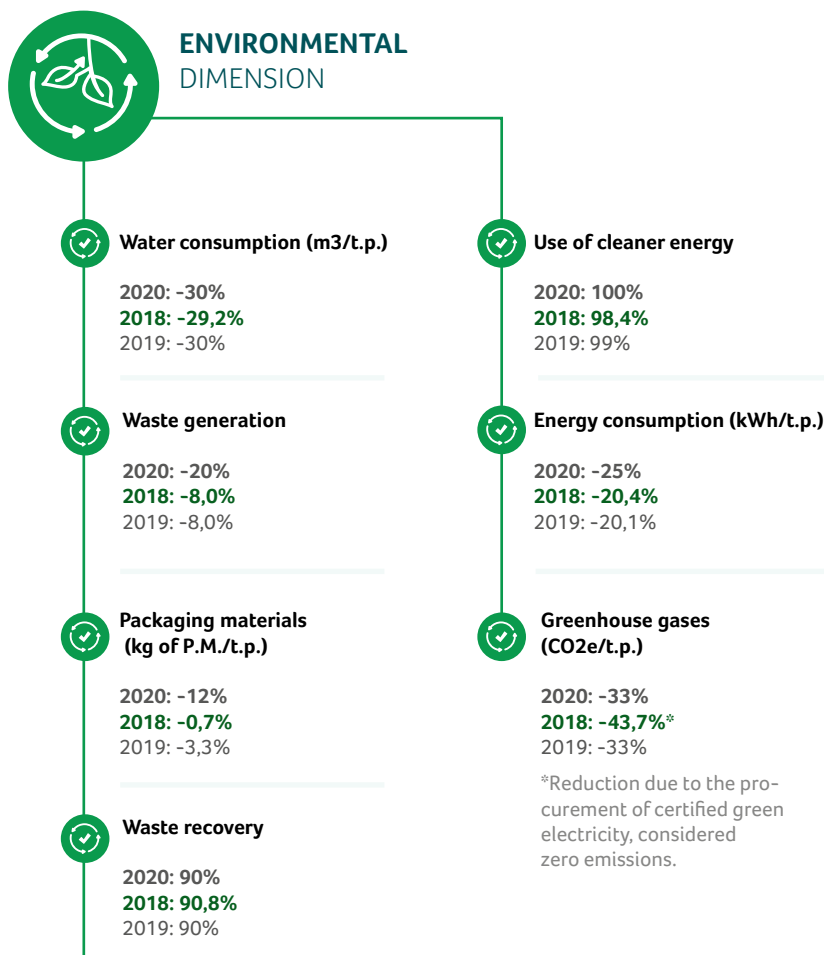 ENVIRONMENTAL
DIMENSION
Water consumption (m3/t.p.)
2020: -30%
2018: -29,2%
2019: -30%
Waste generation
2020: -20%
2018: -8,0%
2019: -8,0%
Packaging materials
(kg of P.M./t.p.)
2020: -12%
2018: -0,7%
2019: -3,3%
Waste recovery
2020: 90%
2018: 90,8%
2019: 90%
Use of cleaner energy
2020: 100%
2018: 98,4%
2019: 99%
Energy consumption (kWh/t.p.)
2020: -25%
2018: -20,4%
2019: -20,1%
Greenhouse gases
(CO2e/t.p.)
2020: -33%
2018: -43,7%*
2019: -33%
*Reduction due to the pro-
curement of certified green
electricity, considered
zero emissions.